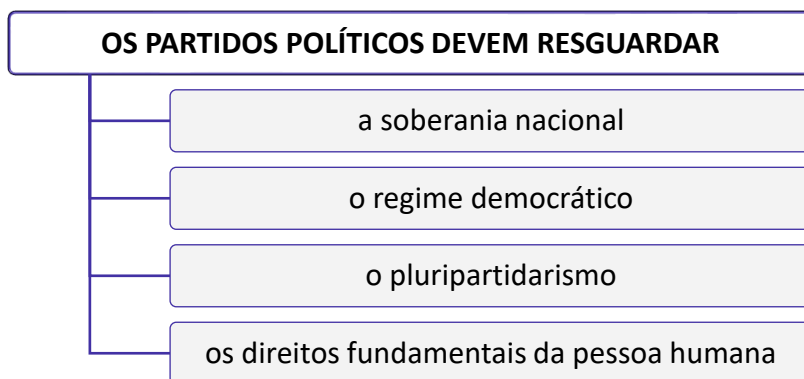 OS PARTIDOS POLÍTICOS DEVEM RESGUARDAR
a soberania nacional
o regime democrático
o pluripartidarismo
os direitos fundamentais da pessoa humana